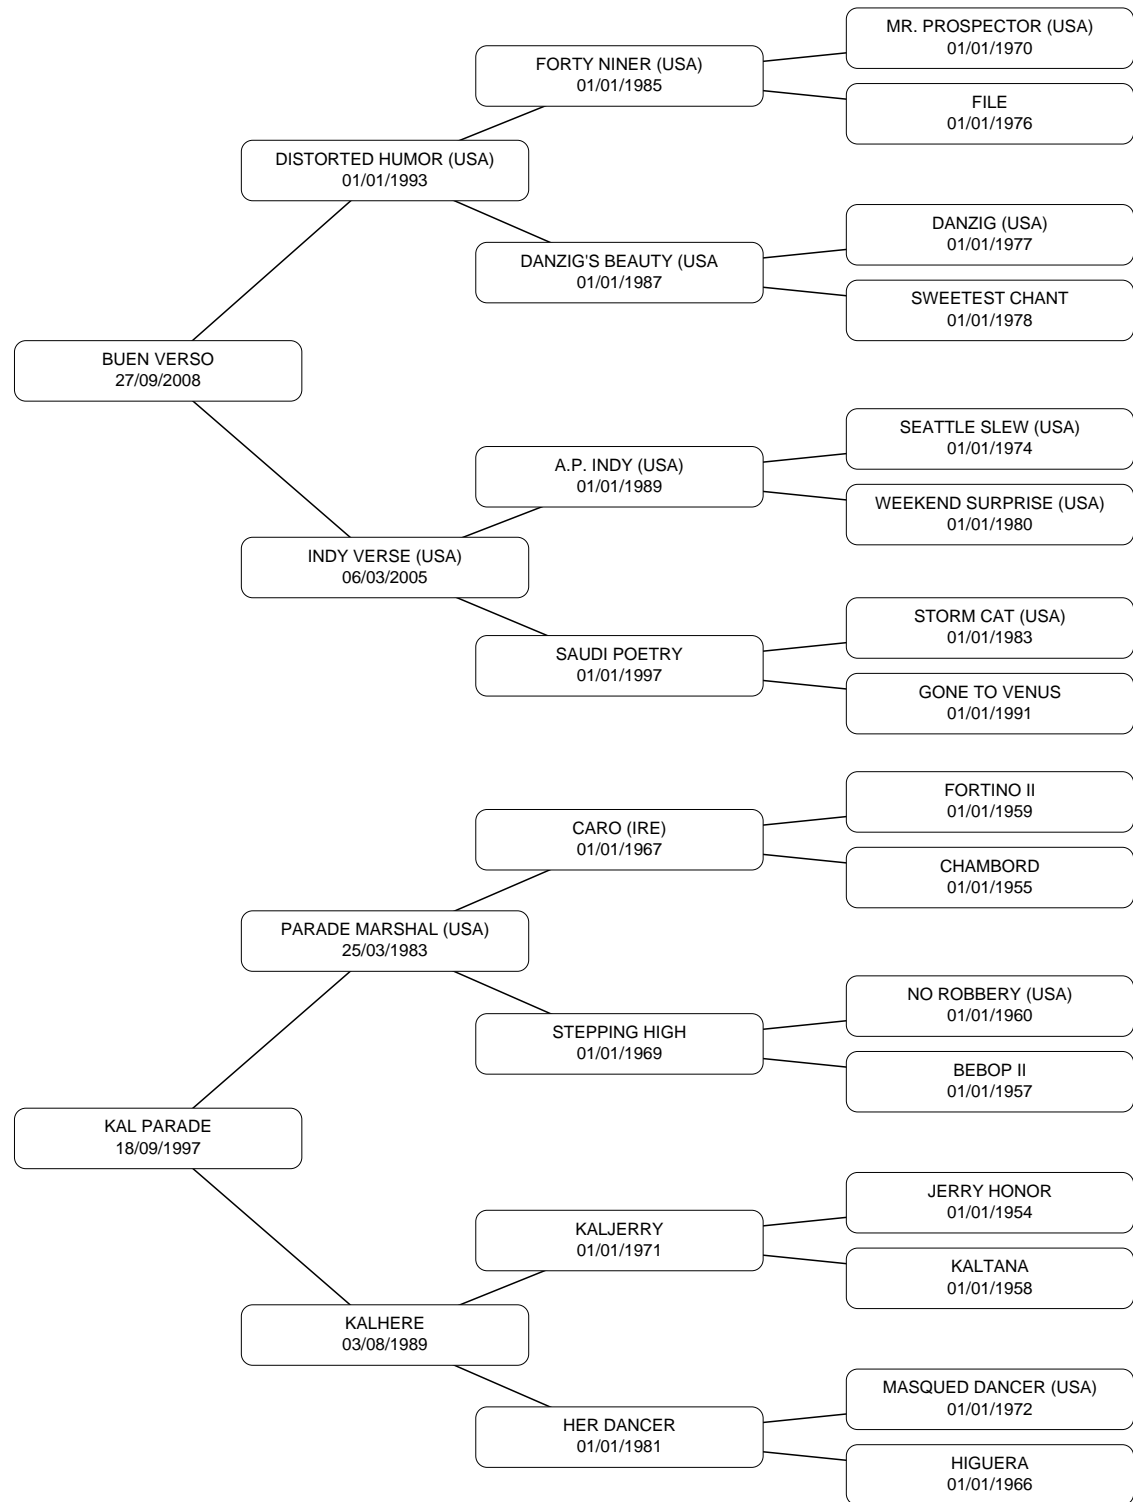 MR. PROSPECTOR (USA)
01/01/1970
FORTY NINER (USA)
01/01/1985
FILE
01/01/1976
DISTORTED HUMOR (USA)
01/01/1993
DANZIG (USA)
01/01/1977
DANZIG'S BEAUTY (USA
01/01/1987
SWEETEST CHANT
01/01/1978
BUEN VERSO
27/09/2008
SEATTLE SLEW (USA)
01/01/1974
A.P. INDY (USA)
01/01/1989
WEEKEND SURPRISE (USA)
01/01/1980
INDY VERSE (USA)
06/03/2005
STORM CAT (USA)
01/01/1983
SAUDI POETRY
01/01/1997
GONE TO VENUS
01/01/1991
FORTINO II
01/01/1959
CARO (IRE)
01/01/1967
CHAMBORD
01/01/1955
PARADE MARSHAL (USA)
25/03/1983
NO ROBBERY (USA)
01/01/1960
STEPPING HIGH
01/01/1969
BEBOP II
01/01/1957
KAL PARADE
18/09/1997
JERRY HONOR
01/01/1954
KALJERRY
01/01/1971
KALTANA
01/01/1958
KALHERE
03/08/1989
MASQUED DANCER (USA)
01/01/1972
HER DANCER
01/01/1981
HIGUERA
01/01/1966